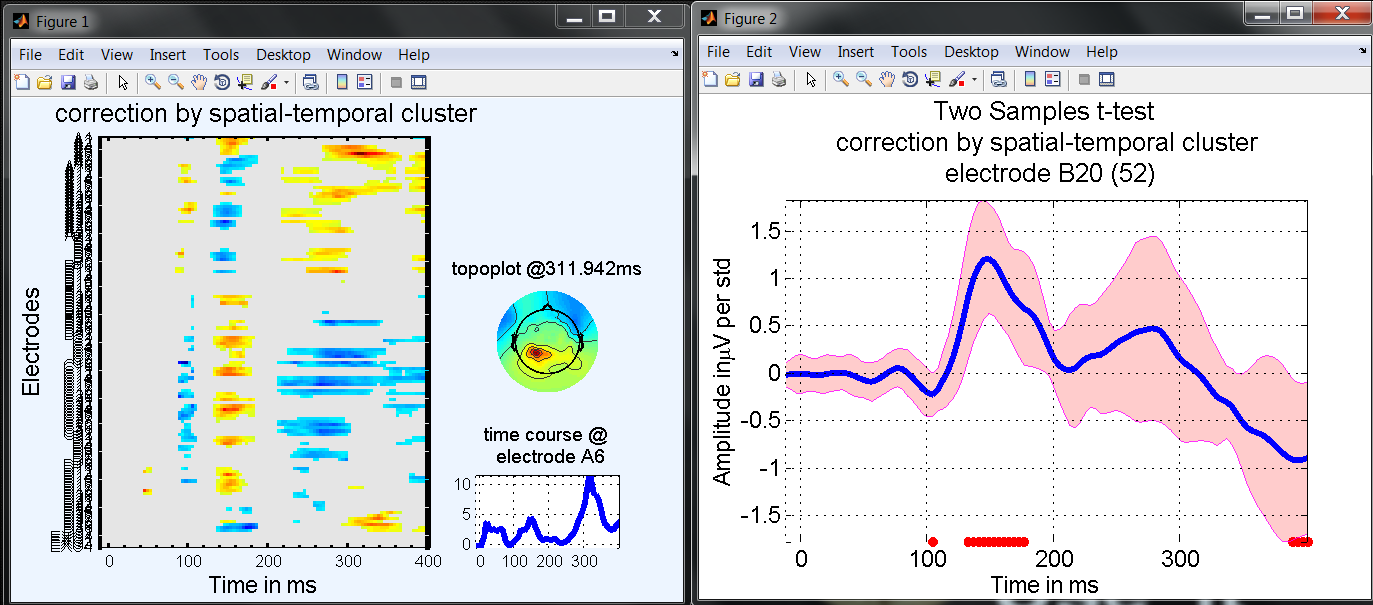 Figure 1
File Edit View Insert Tools Desktop Window Help
correction by spatial-temporal cluster
Electrodes
0 100 200 300 400
Time in ms
topoplot @311.942ms
time course @
electrode A6
10
5
0
0 100 200 300
Figure 2
File Edit View Insert Tools Desktop Window Help
Two Samples t-test
correction by spatial-temporal cluster
electrode B20 (52)
Amplitude inµV per std
1.5
1
0.5
0
-0.5
-1
-1.5
0 100 200 300
Time in ms